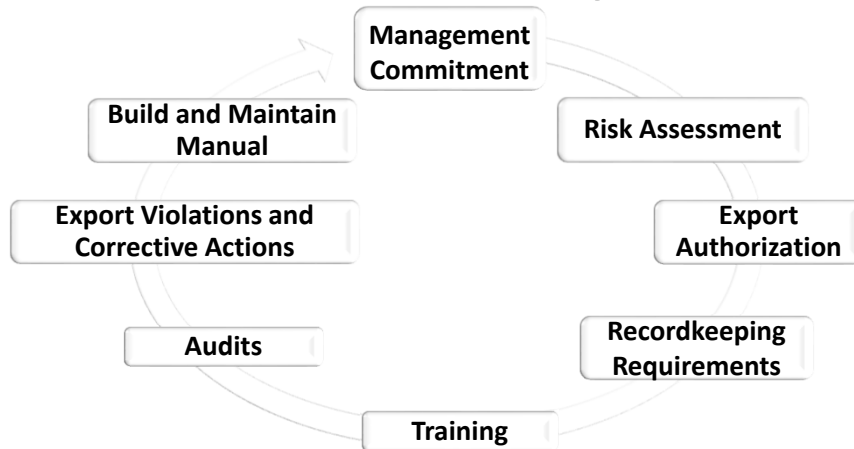 Management
Commitment
Risk Assessment
Export
Authorization
Recordkeeping
Requirements
Training
Audits
Export Violations and
Corrective Actions
Build and Maintain
Manual